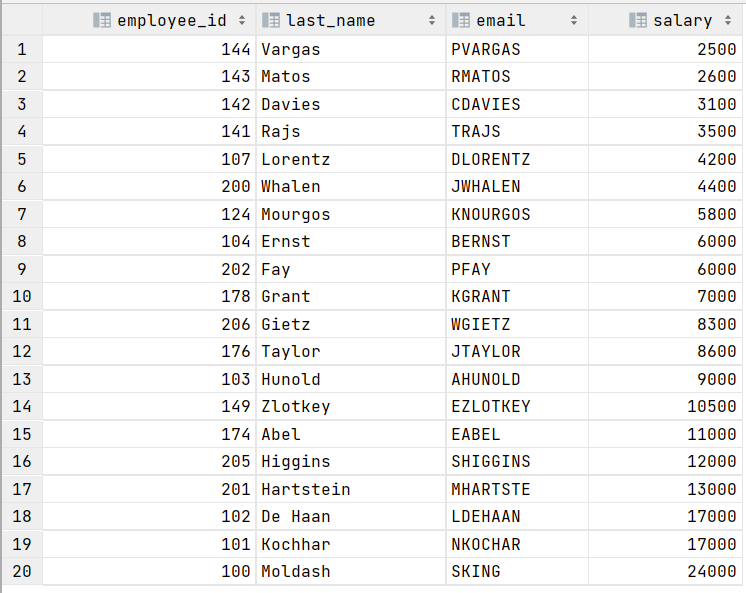 employee_id last_name email salary
1 144 Vargas PVARGAS 2500
2 143 Matos RMATOS 2600
3 142 Davies CDAVIES 3100
4 141 Rajs TRAJS 3500
5 107 Lorentz DLORENTZ 4200
6 200 Whalen JWHALEN 4400
7 124 Mourgos KNOURGOS 5800
8 104 Ernst BERNST 6000
9 202 Fay PFAY 6000
10 178 Grant KGRANT 7000
11 206 Gietz WGIETZ 8300
12 176 Taylor JTAYLOR 8600
13 103 Hunold AHUNOLD 9000
14 149 Zlotkey EZLOTKEY 10500
15 174 Abel EABEL 11000
16 205 Higgins SHIGGINS 12000
17 201 Hartstein MHARTSTE 13000
18 102 De Haan LDEHAAN 17000
19 101 Kochhar NKOCHAR 17000
20 100 Moldash SKING 24000